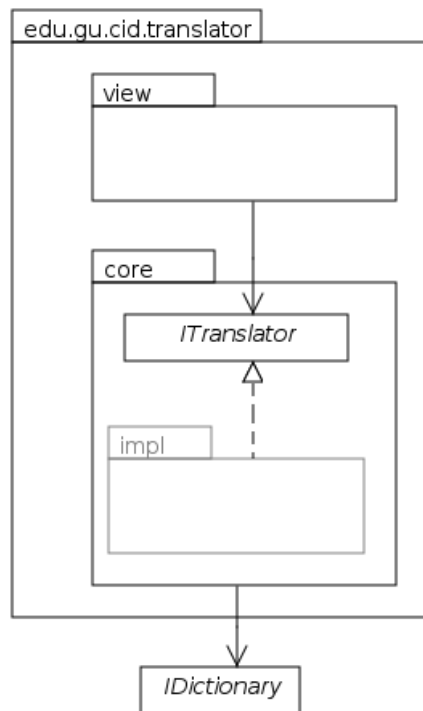 edu.gu.cid.translator
view
core
ITranslator
impl
IDictionary